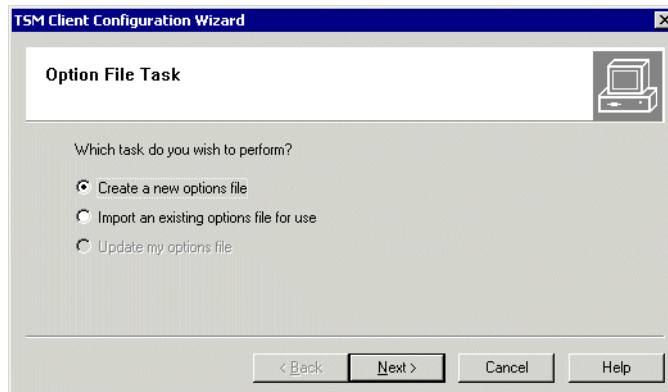 TSM Client Configuration Wizard
Option File Task
Which task do you wish to perform?
Create a new options file
Import an existing options file for use
Update my options file
< Back Next > Cancel Help